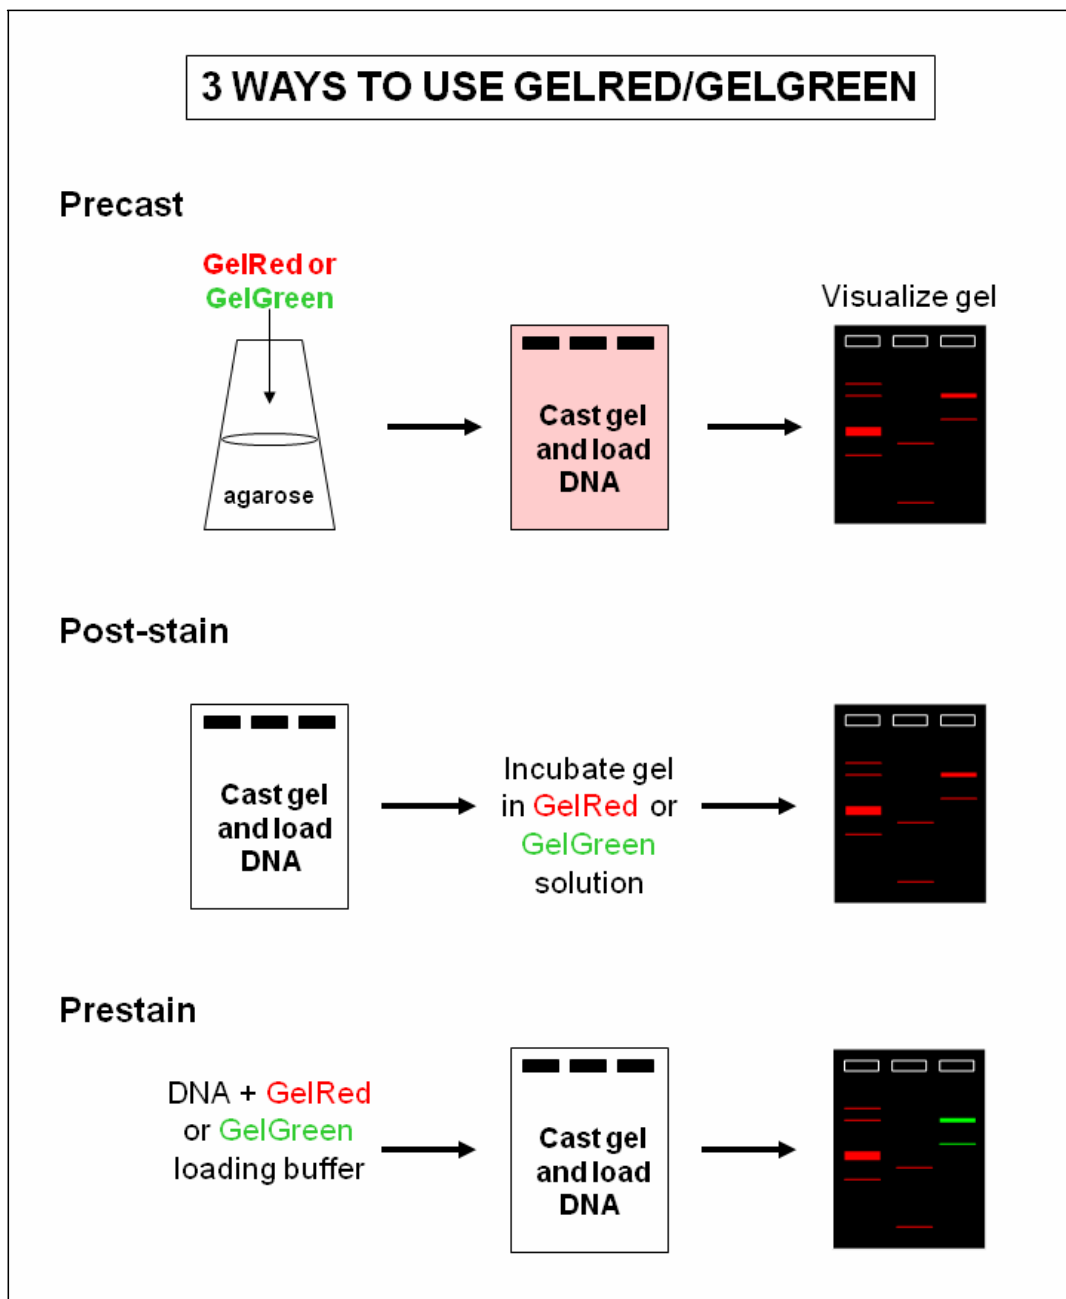 3 WAYS TO USE GELRED/GELGREEN
Precast
GelRed or
GelGreen
agarose
Cast gel
and load
DNA
Visualize gel
Post-stain
Cast gel
and load
DNA
Incubate gel
in GelRed or
GelGreen
solution
Prestain
DNA + GelRed
or GelGreen
loading buffer
Cast gel
and load
DNA